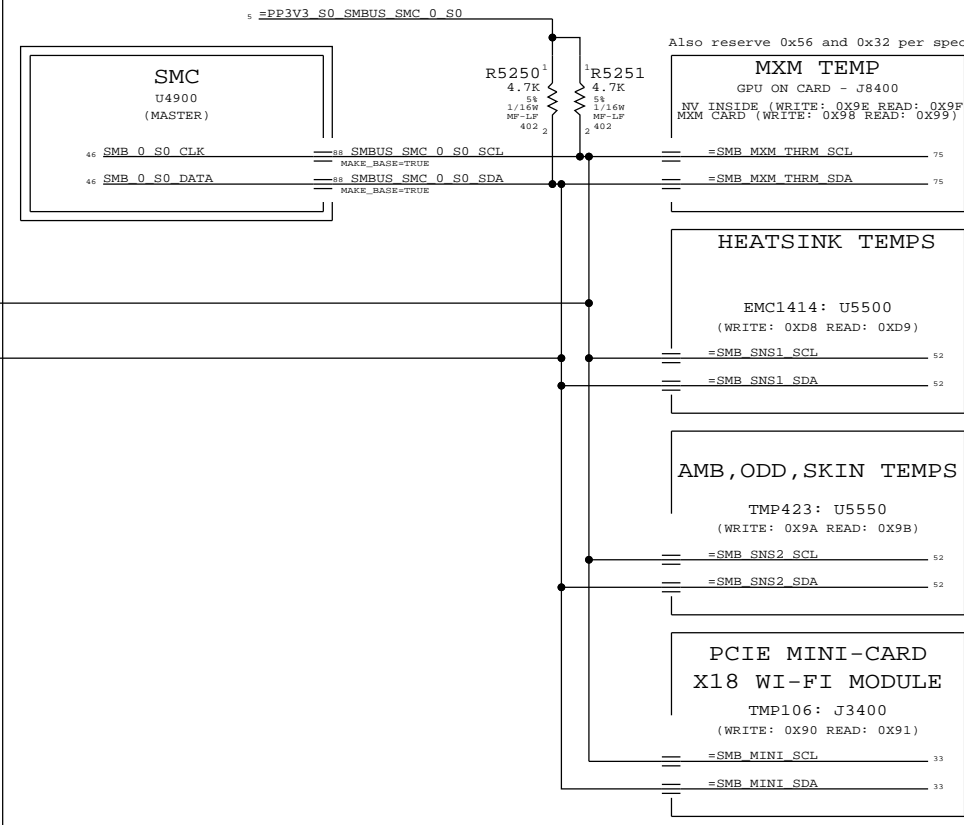 5 =PP3V3_S0_SMBUS_SMC_0_S0
Also reserve 0x56 and 0x32 per spec
SMC
U4900
(MASTER)
46 SMB_0_S0_CLK
46 SMB_0_S0_DATA
88 SMBUS_SMC_0_S0_SCL
MAKE_BASE=TRUE
88 SMBUS_SMC_0_S0_SDA
MAKE_BASE=TRUE
R5250 1
4.7K
5%
1/16W
MF-LF
402 2
1 R5251
4.7K
5%
1/16W
MF-LF
2 402
MXM TEMP
GPU ON CARD - J8400
NV INSIDE (WRITE: 0x9E READ: 0x9F
MXM CARD (WRITE: 0x98 READ: 0x99)
=SMB_MXM_THRM_SCL 75
=SMB_MXM_THRM_SDA 75
HEATSINK TEMPS
EMC1414: U5500
(WRITE: 0XD8 READ: 0XD9)
=SMB_SNS1_SCL 52
=SMB_SNS1_SDA 52
AMB,ODD,SKIN TEMPS
TMP423: U5550
(WRITE: 0X9A READ: 0X9B)
=SMB_SNS2_SCL 52
=SMB_SNS2_SDA 52
PCIE MINI-CARD
X18 WI-FI MODULE
TMP106: J3400
(WRITE: 0X90 READ: 0X91)
=SMB_MINI_SCL 33
=SMB_MINI_SDA 33